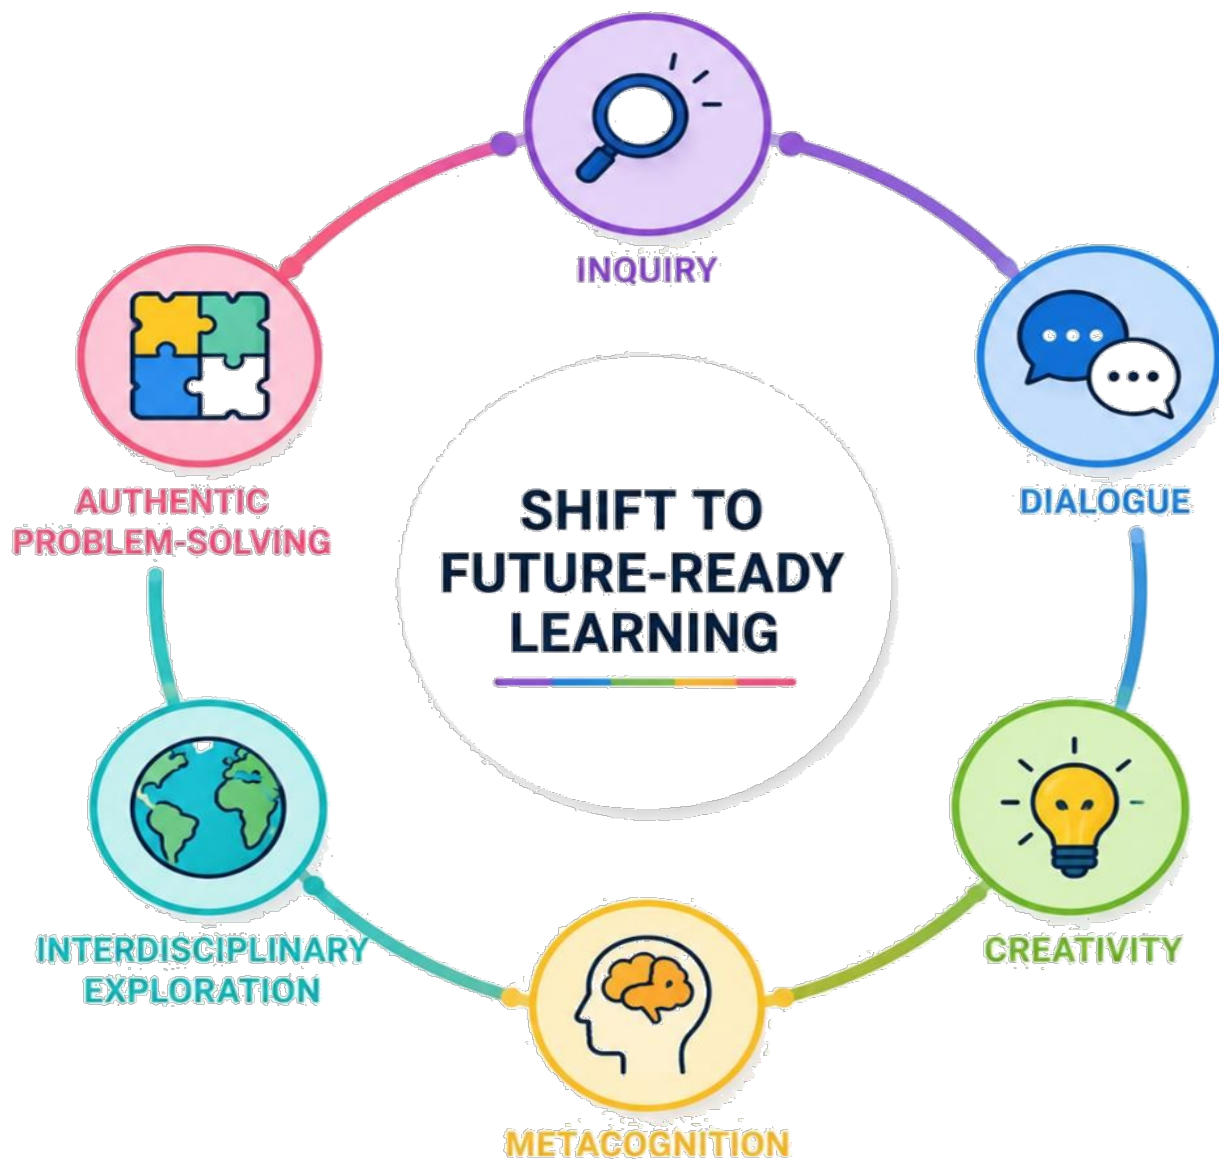 INQUIRY
DIALOGUE
AUTHENTIC
PROBLEM-SOLVING
SHIFT TO
FUTURE-READY
LEARNING
CREATIVITY
INTERDISCIPLINARY
EXPLORATION
METACOGNITION